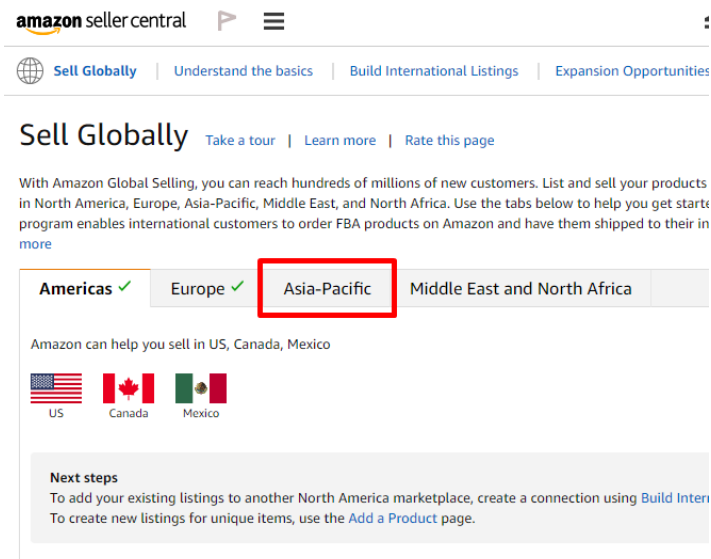 amazon seller central
Sell Globally | Understand the basics | Build International Listings | Expansion Opportunities
Sell Globally Take a tour | Learn more | Rate this page
With Amazon Global Selling, you can reach hundreds of millions of new customers. List and sell your products
in North America, Europe, Asia-Pacific, Middle East, and North Africa. Use the tabs below to help you get
program enables international customers to order FBA products on Amazon and have them shipped to their
more
Americas ✓ Europe ✓ Asia-Pacific Middle East and North Africa
Amazon can help you sell in US, Canada, Mexico
US Canada Mexico
Next steps
To add your existing listings to another North America marketplace, create a connection using Build
To create new listings for unique items, use the Add a Product page.